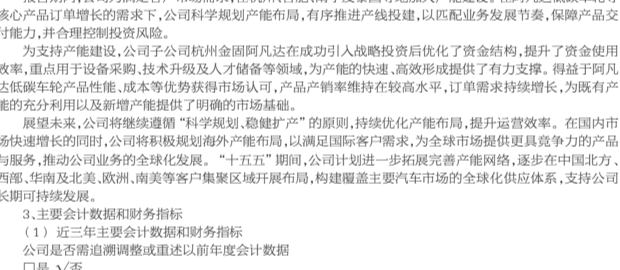 核心产品订单增长的需求下,公司科学规划产能布局,有序推进产线投建,以匹配业务发展节奏,保障产品交
付能力,并合理控制投资风险。
为支持产能建设,公司子公司杭州金固阿凡达在成功引入战略投资后优化了资金结构,提升了资金使用
效率,重点用于设备采购、技术升级及人才储备等领域,为产能的快速、高效形成提供了有力支撑。得益于阿凡
达低碳车轮产品性能、成本等优势获得市场认可,产品产销率维持在较高水平,订单需求持续增长,为既有产
能的充分利用以及新增产能提供了明确的市场基础。
展望未来,公司将继续遵循“科学规划、稳健扩产”的原则,持续优化产能布局,提升运营效率。在国内市
场快速增长的同时,公司将积极规划海外产能布局,以满足国际客户需求,为全球市场提供更具竞争力的产品
与服务,推动公司业务的全球化发展。“十五五”期间,公司计划进一步拓展完善产能网络,逐步在中国北方、
西部、华南及北美、欧洲、南美等客户集聚区域开展布局,构建覆盖主要汽车市场的全球化供应体系,支持公司
长期可持续发展。
3、主要会计数据和财务指标
(1) 近三年主要会计数据和财务指标
公司是否需追溯调整或重述以前年度会计数据
□是 √否